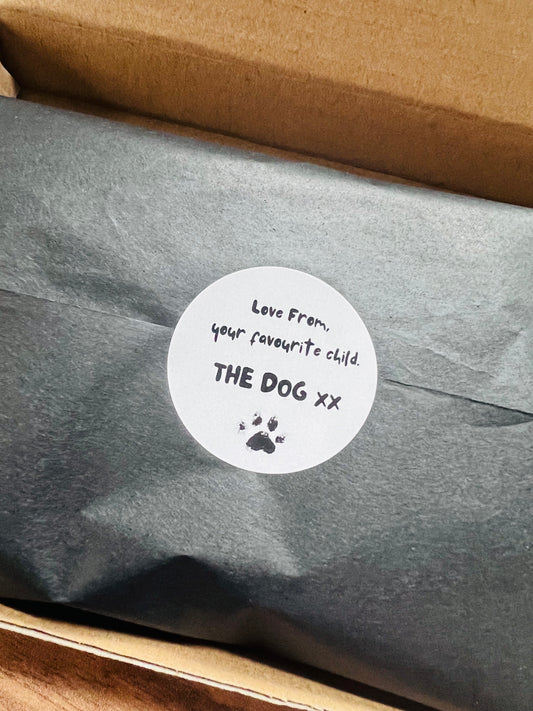 Love From,
your favourite child.
THE DOG xx